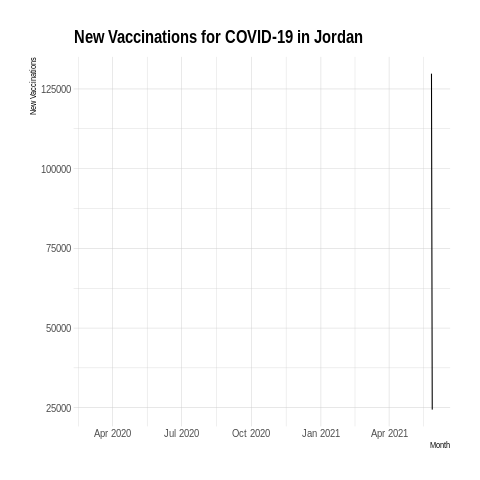 New Vaccinations for COVID-19 in Jordan
New Vaccinations
125000
100000
75000
50000
25000
Apr 2020 Jul 2020 Oct 2020 Jan 2021 Apr 2021
Month